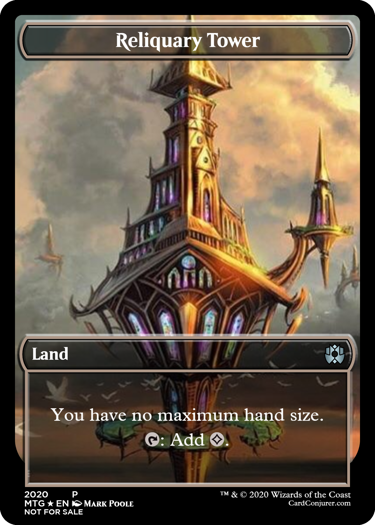 Reliquary Tower
Land
You have no maximum hand size.
: Add .
2020 P
MTG ★ EN Mark Poole
NOT FOR SALE
™ & © 2020 Wizards of the Coast
CardConjurer.com